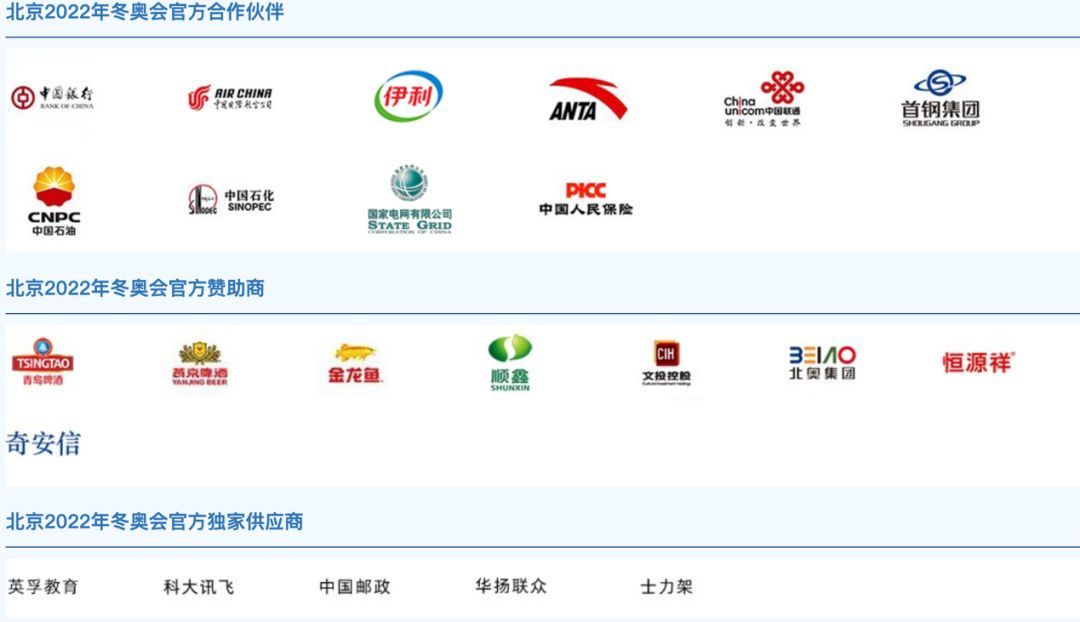 北京2022年冬奥会官方合作伙伴
中国银行
BANK OF CHINA
AIR CHINA
中国国际航空公司
伊利
ANTA
China
unicom中国联通
创新·改变世界
首钢集团
SHOUGANG GROUP
CNPC
中国石油
SINOPEC
中国石化
SINOPEC
国家电网有限公司
STATE GRID
CORPORATION OF CHINA
PICC
中国人民保险
北京2022年冬奥会官方赞助商
TSINGTAO
青岛啤酒
燕京啤酒
YANJING BEER
金龙鱼
顺鑫
SHUNXIN
CIH
文投控股
Cultural Investment Holdings
BEIAO
北奥集团
恒源祥®
奇安信
北京2022年冬奥会官方独家供应商
英孚教育 科大讯飞 中国邮政 华扬联众 士力架